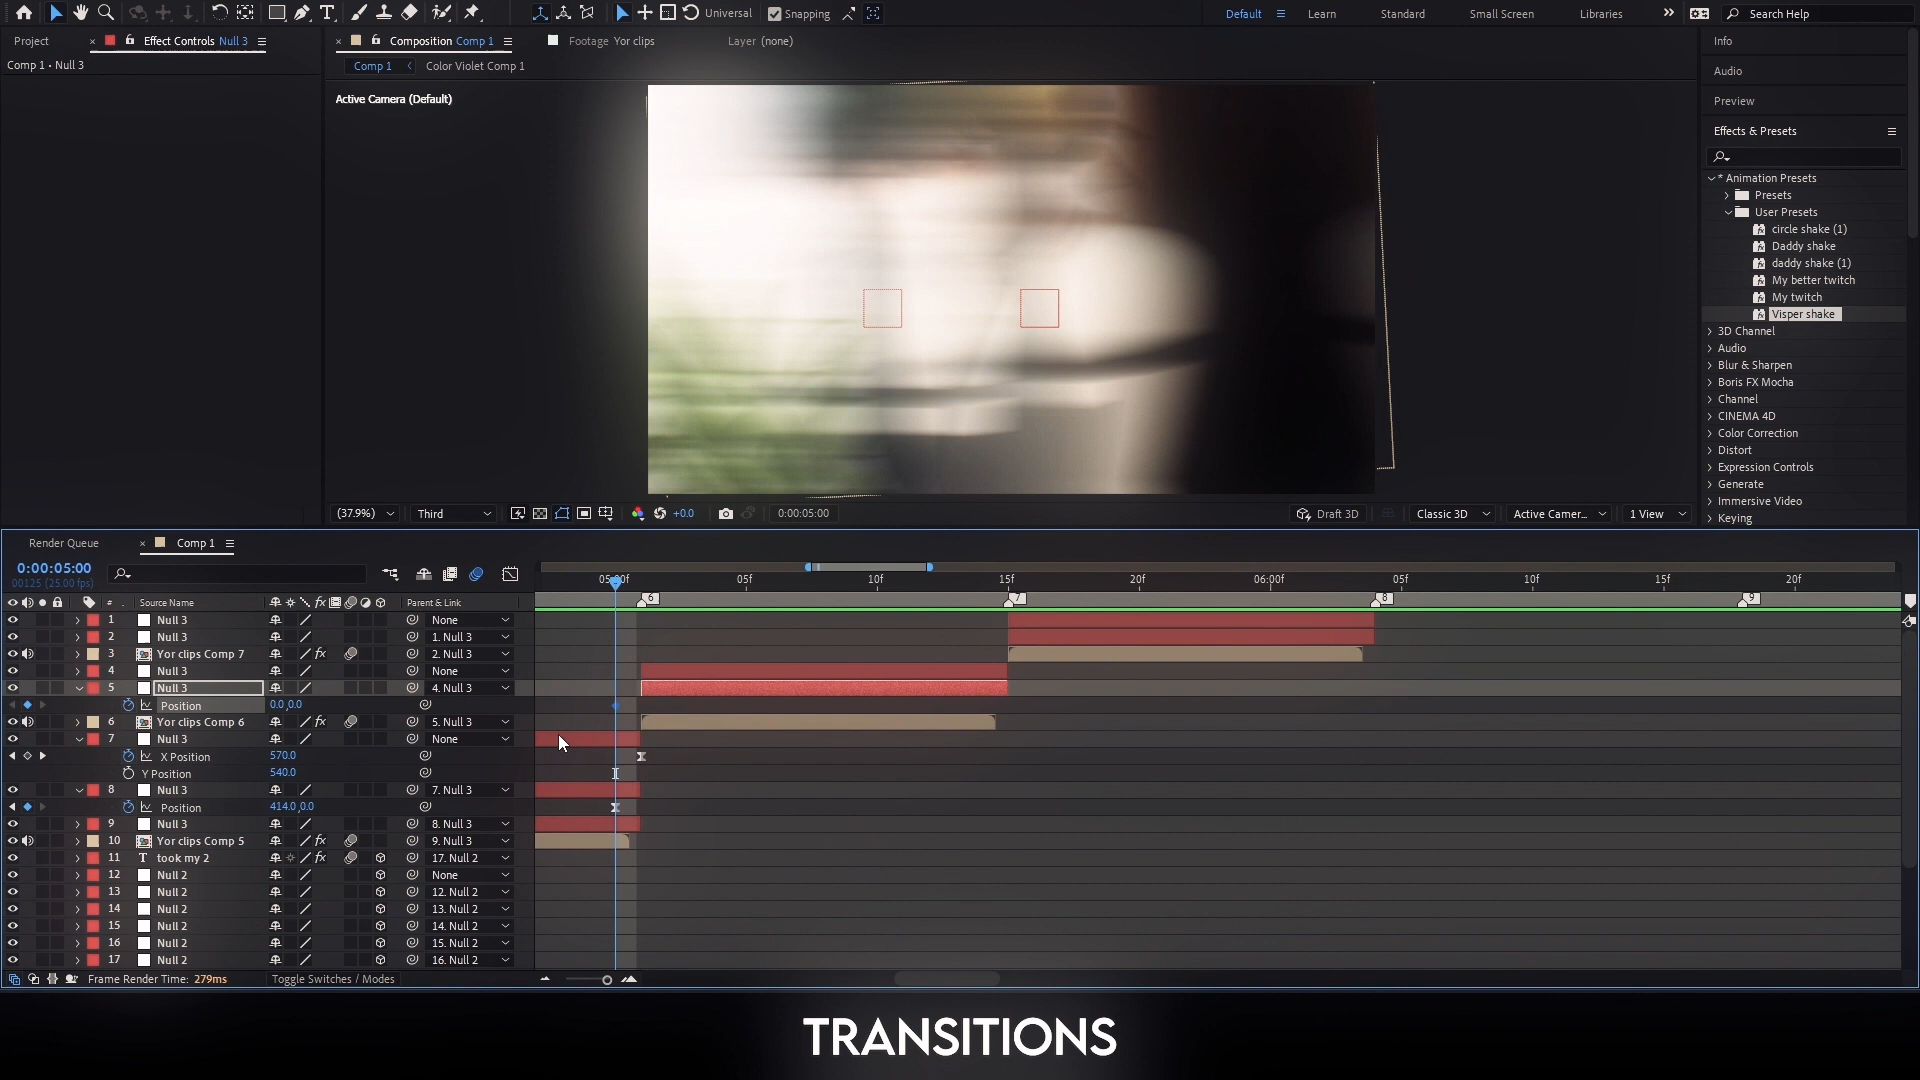 Universal
Snapping
Default
Learn
Standard
Small Screen
Libraries
Search Help
Project
Effect Controls Null 3
Composition Comp 1
Footage Yor clips
Layer (none)
Info
Comp 1 • Null 3
Comp 1
Color Violet Comp 1
Audio
Active Camera (Default)
Preview
Effects & Presets
* Animation Presets
Presets
User Presets
circle shake (1)
Daddy shake
daddy shake (1)
My better twitch
My twitch
Visper shake
3D Channel
Audio
Blur & Sharpen
Boris FX Mocha
Channel
CINEMA 4D
Color Correction
Distort
Expression Controls
Generate
Immersive Video
Keying
(37.9%)
Third
+0.0
0:00:05:00
Draft 3D
Classic 3D
Active Camer...
1 View
Render Queue
Comp 1
0:00:05:00
00125 (25.00 fps)
05f 10f 15f 20f 06:00f 05f 10f 15f 20f
# Source Name Parent & Link
6 7 8 9
1 Null 3 None
2 Null 3 1. Null 3
3 Yor clips Comp 7 fx 2. Null 3
4 Null 3 None
5 Null 3 4. Null 3
Position 0.0,0.0
6 Yor clips Comp 6 fx 5. Null 3
7 Null 3 None
X Position 570.0
Y Position 540.0
8 Null 3 7. Null 3
Position 414.0,0.0
9 Null 3 8. Null 3
10 Yor clips Comp 5 fx 9. Null 3
11 T took my 2 fx 17. Null 2
12 Null 2 None
13 Null 2 12. Null 2
14 Null 2 13. Null 2
15 Null 2 14. Null 2
16 Null 2 15. Null 2
17 Null 2 16. Null 2
Frame Render Time: 279ms
Toggle Switches / Modes
TRANSITIONS